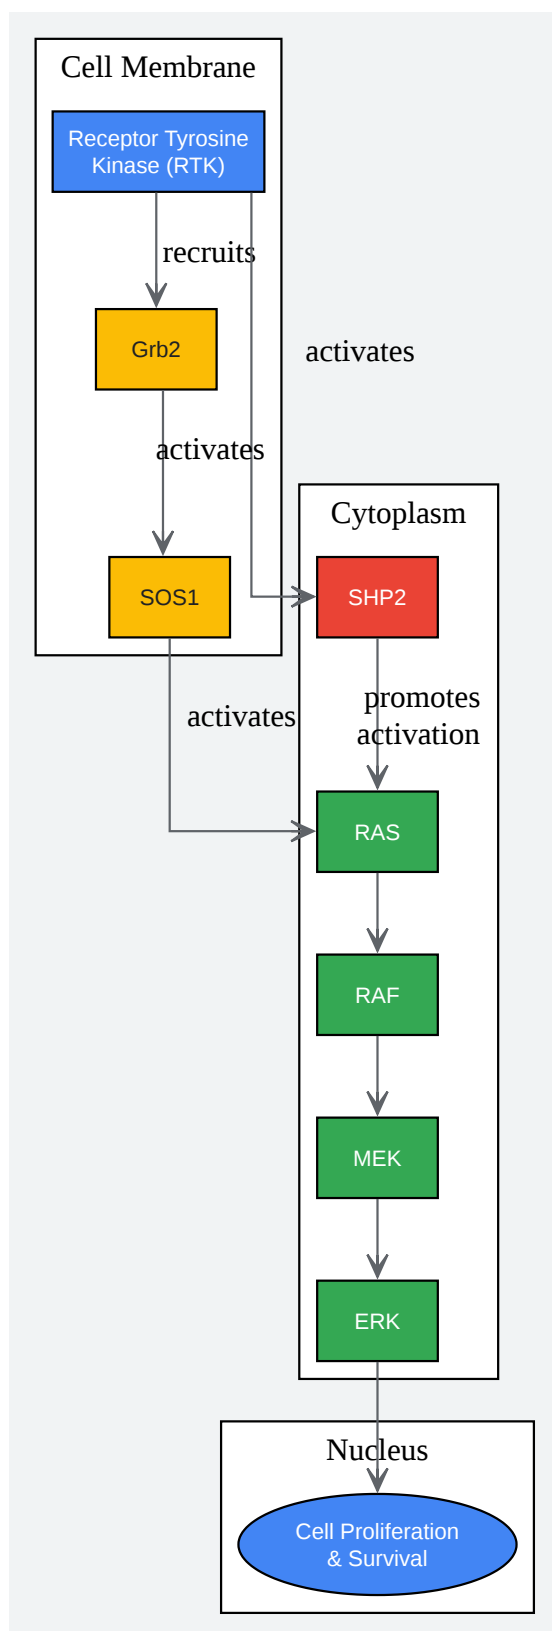 Cell Membrane
Receptor Tyrosine
Kinase (RTK)
recruits
Grb2
activates
activates
SOS1
Cytoplasm
SHP2
activates
promotes
activation
RAS
RAF
MEK
ERK
Nucleus
Cell Proliferation
& Survival